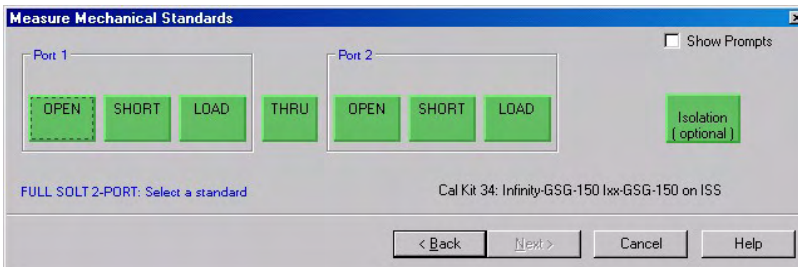 Measure Mechanical Standards
Show Prompts
Port 1
Port 2
OPEN
SHORT
LOAD
THRU
OPEN
SHORT
LOAD
Isolation
( optional )
FULL SOLT 2-PORT: Select a standard
Cal Kit 34: Infinity-GSG-150 Ixx-GSG-150 on ISS
< Back
Next >
Cancel
Help